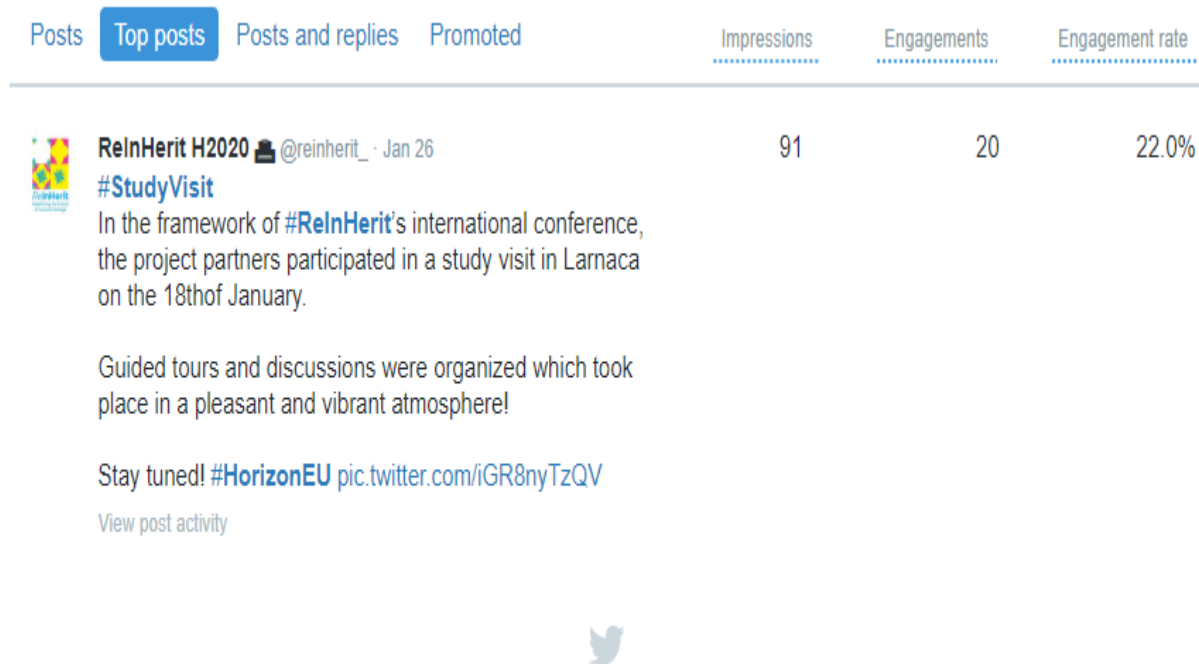 Posts Top posts Posts and replies Promoted Impressions Engagements Engagement rate
ReInHerit H2020 @reinherit_ · Jan 26 91 20 22.0%
#StudyVisit
In the framework of #ReInHerit's international conference,
the project partners participated in a study visit in Larnaca
on the 18thof January.
Guided tours and discussions were organized which took
place in a pleasant and vibrant atmosphere!
Stay tuned! #HorizonEU pic.twitter.com/iGR8nyTzQV
View post activity
ReInHerit